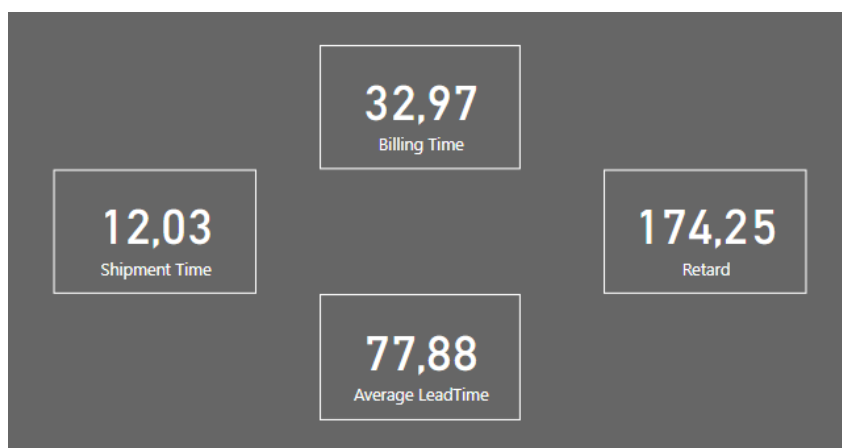 32,97
Billing Time
12,03
Shipment Time
174,25
Retard
77,88
Average LeadTime